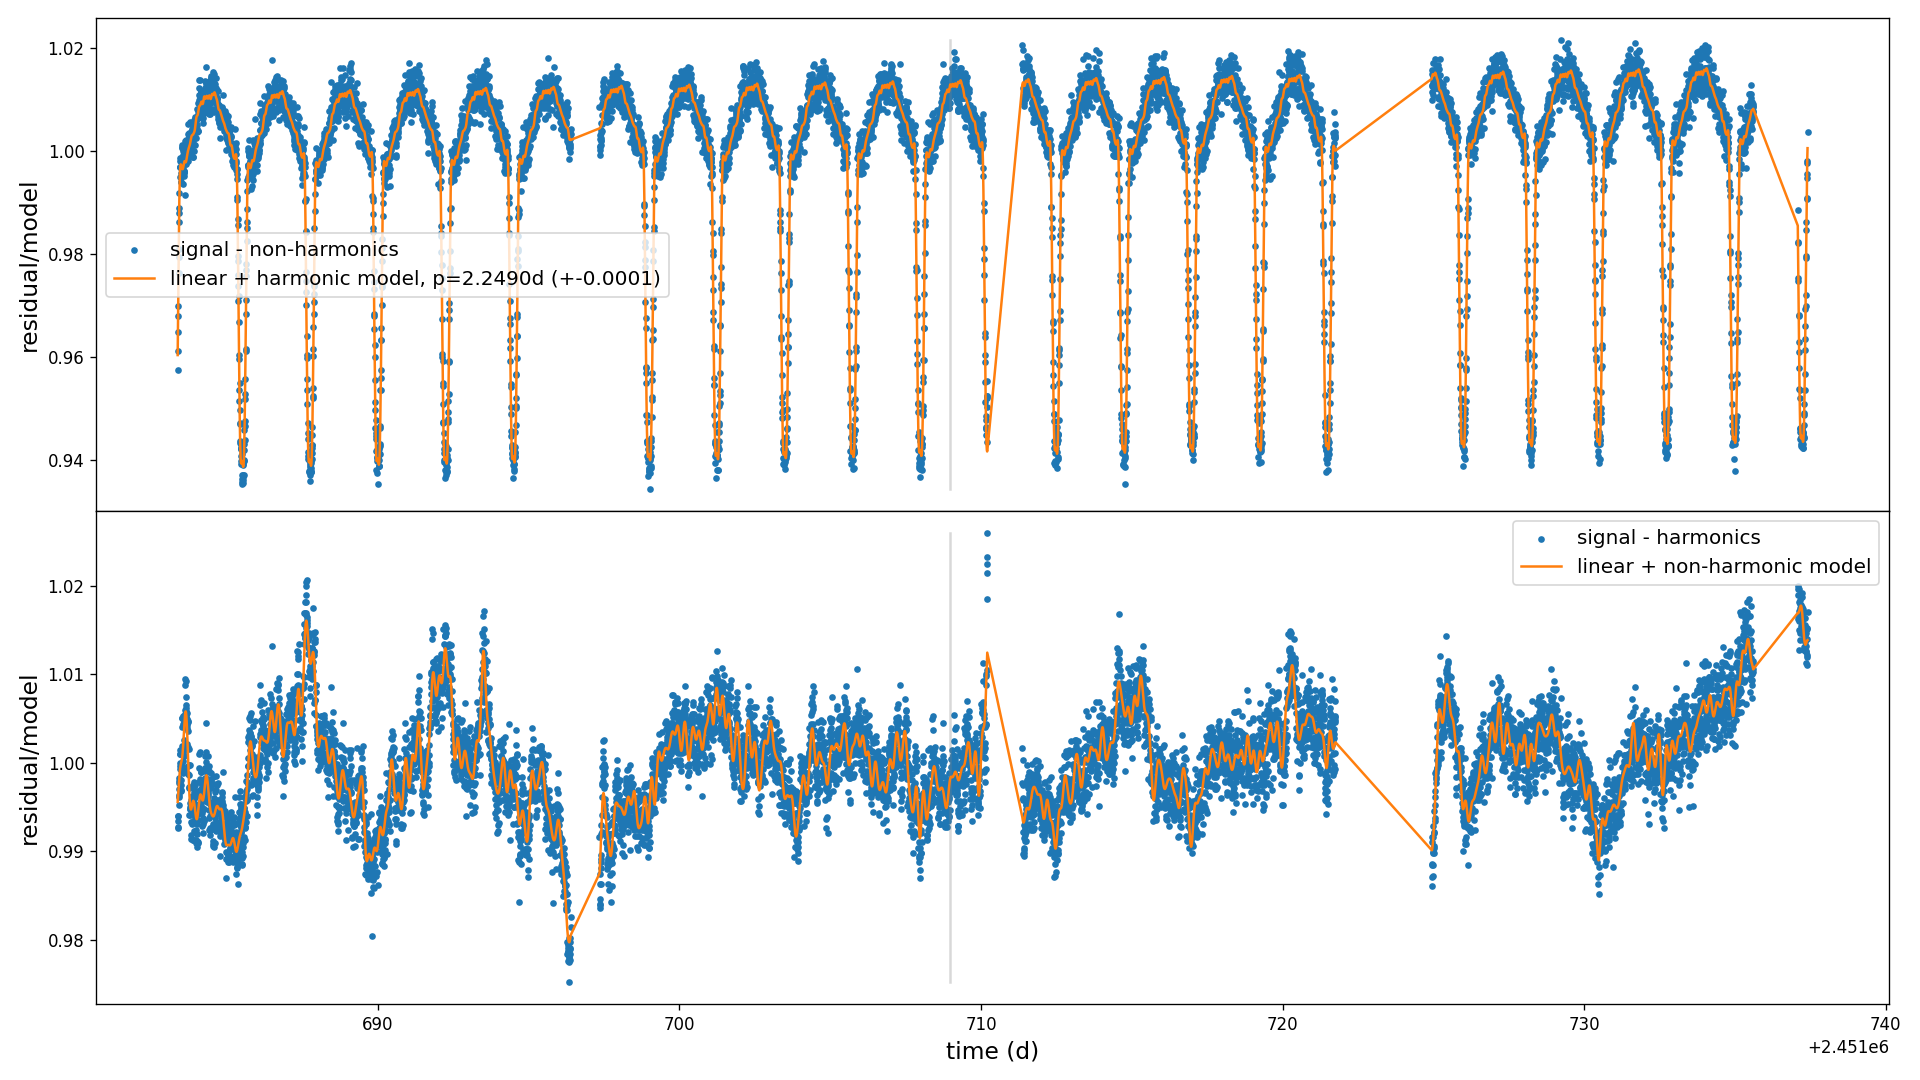 1.02
1.00
0.98
0.96
0.94
residual/model
signal - non-harmonics
linear + harmonic model, p=2.2490d (+-0.0001)
1.02
1.01
1.00
0.99
0.98
residual/model
signal - harmonics
linear + non-harmonic model
690
700
710
720
730
740
time (d)
+2.451e6